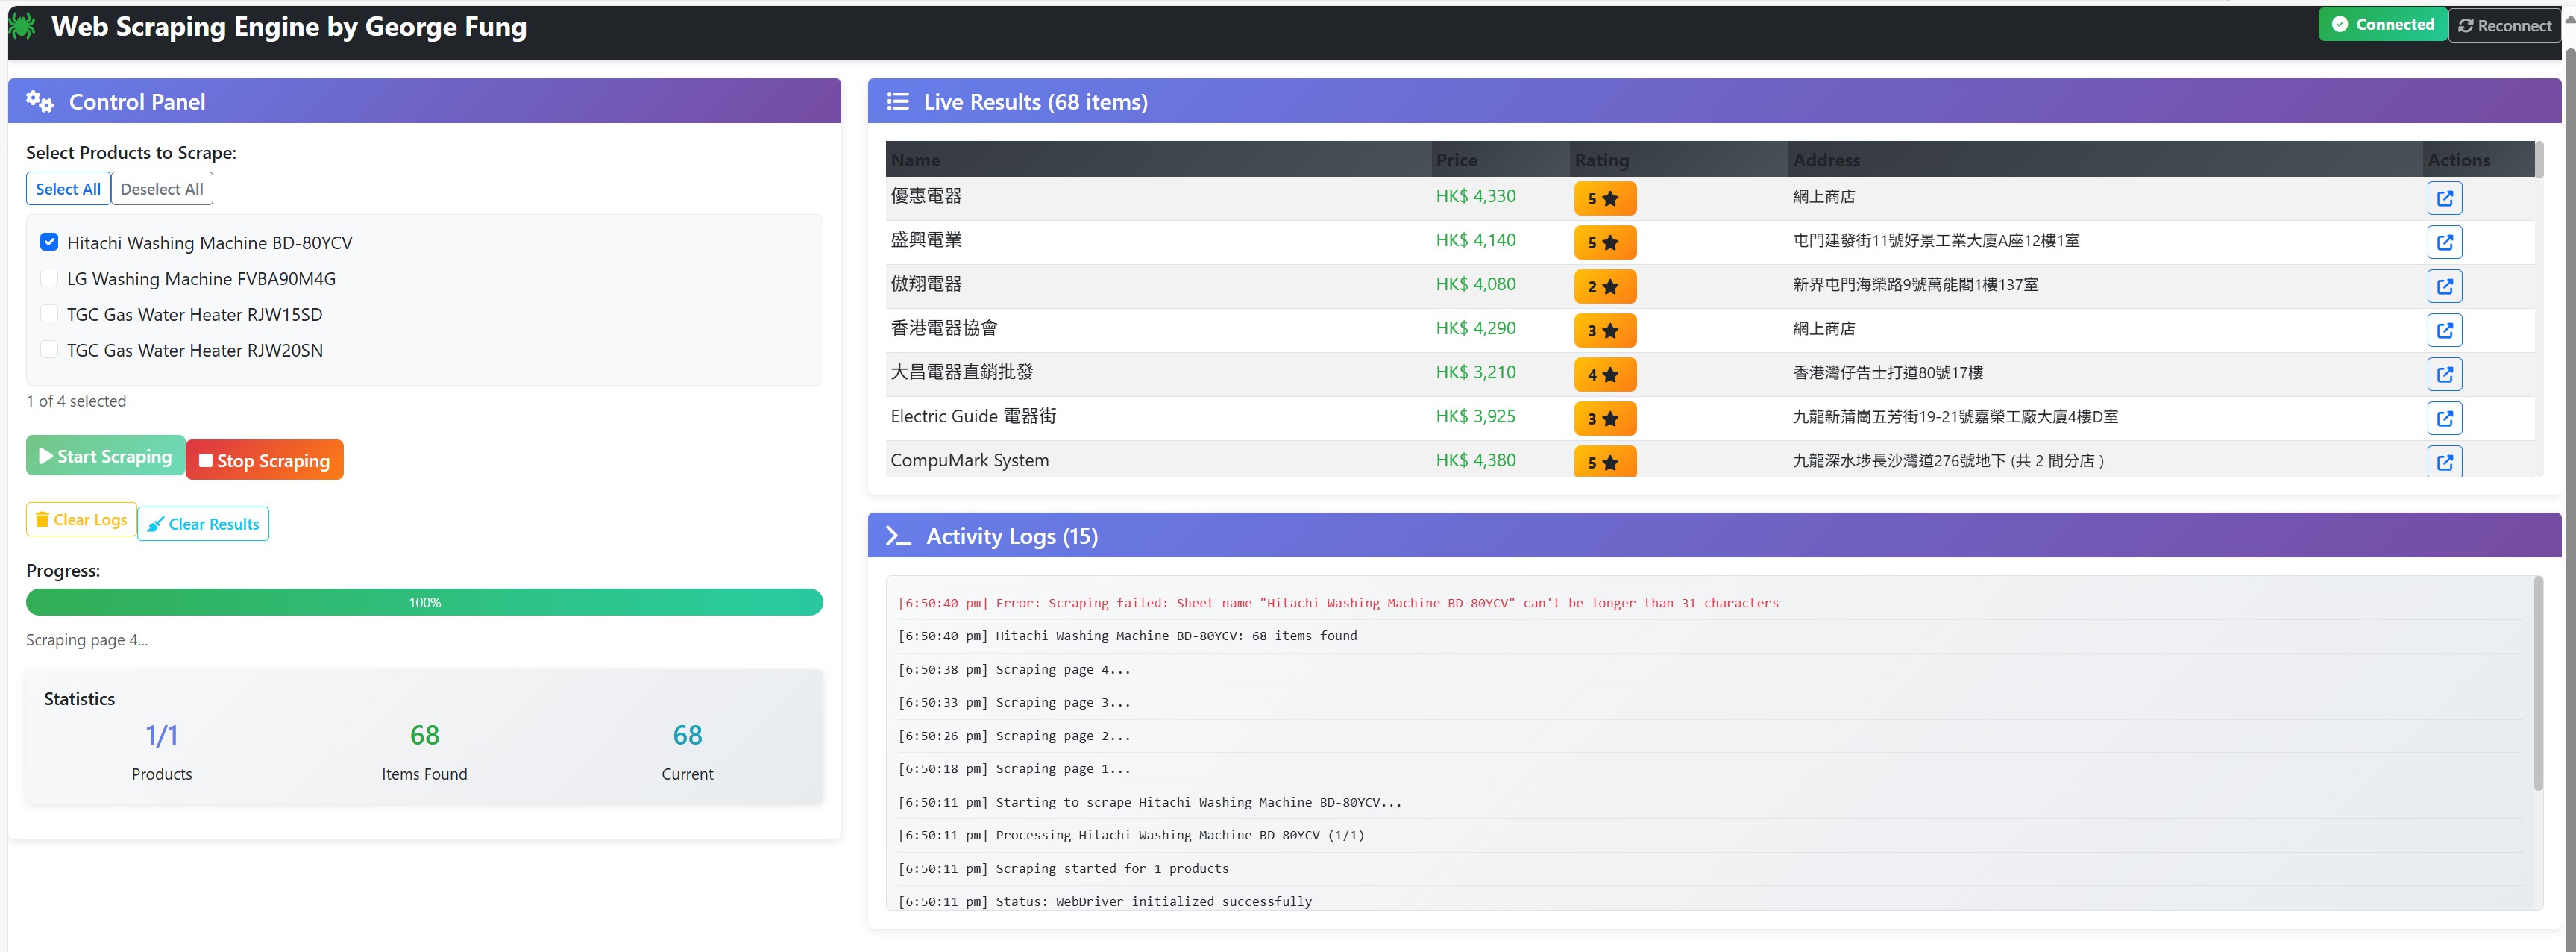 Web Scraping Engine by George Fung
Connected
Reconnect
Control Panel
Select Products to Scrape:
Select All
Deselect All
Hitachi Washing Machine BD-80YCV
LG Washing Machine FVBA90M4G
TGC Gas Water Heater RJW15SD
TGC Gas Water Heater RJW20SN
1 of 4 selected
Start Scraping
Stop Scraping
Clear Logs
Clear Results
Progress:
100%
Scraping page 4...
Statistics
1/1
68
68
Products
Items Found
Current
Live Results (68 items)
Name Price Rating Address Actions
優惠電器 HK$ 4,330 5 網上商店
盛興電業 HK$ 4,140 5 屯門建發街11號好景工業大廈A座12樓1室
傲翔電器 HK$ 4,080 2 新界屯門海榮路9號萬能閣1樓137室
香港電器協會 HK$ 4,290 3 網上商店
大昌電器直銷批發 HK$ 3,210 4 香港灣仔告士打道80號17樓
Electric Guide 電器街 HK$ 3,925 3 九龍新蒲崗五芳街19-21號嘉榮工廠大廈4樓D室
CompuMark System HK$ 4,380 5 九龍深水埗長沙灣道276號地下 (共 2 間分店 )
Activity Logs (15)
[6:50:40 pm] Error: Scraping failed: Sheet name "Hitachi Washing Machine BD-80YCV" can't be longer than 31 characters
[6:50:40 pm] Hitachi Washing Machine BD-80YCV: 68 items found
[6:50:38 pm] Scraping page 4...
[6:50:33 pm] Scraping page 3...
[6:50:26 pm] Scraping page 2...
[6:50:18 pm] Scraping page 1...
[6:50:11 pm] Starting to scrape Hitachi Washing Machine BD-80YCV...
[6:50:11 pm] Processing Hitachi Washing Machine BD-80YCV (1/1)
[6:50:11 pm] Scraping started for 1 products
[6:50:11 pm] Status: WebDriver initialized successfully